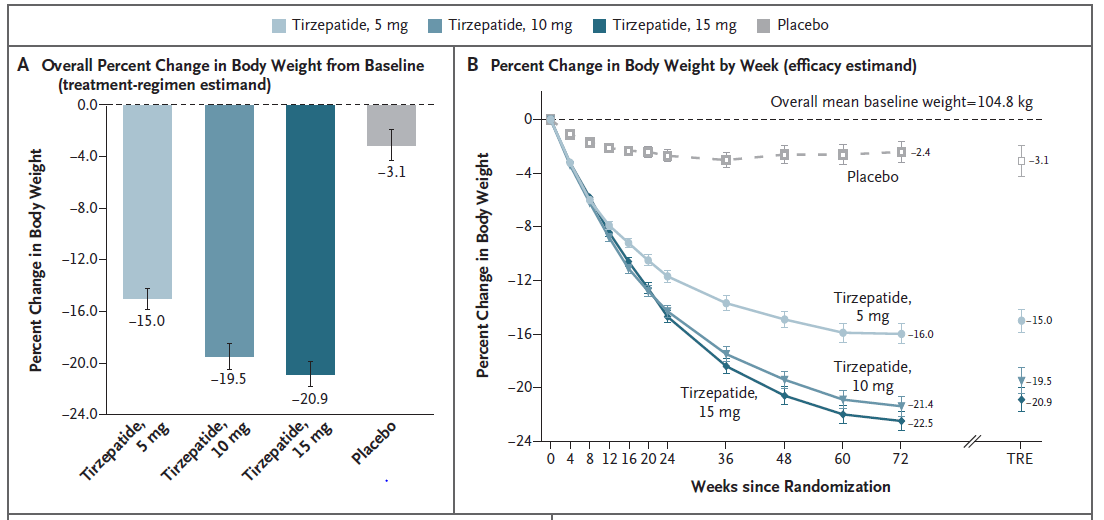 Tirzepatide, 5 mg Tirzepatide, 10 mg Tirzepatide, 15 mg Placebo
A Overall Percent Change in Body Weight from Baseline
(treatment-regimen estimand)
Percent Change in Body Weight
0.0
−4.0
−8.0
−12.0
−16.0
−20.0
−24.0
−15.0
−19.5
−20.9
−3.1
Tirzepatide,
5 mg
Tirzepatide,
10 mg
Tirzepatide,
15 mg
Placebo
B Percent Change in Body Weight by Week (efficacy estimand)
Overall mean baseline weight=104.8 kg
Percent Change in Body Weight
0
−4
−8
−12
−16
−20
−24
−2.4
−3.1
Placebo
Tirzepatide,
5 mg
−15.0
−16.0
Tirzepatide,
10 mg
−19.5
Tirzepatide,
15 mg
−21.4
−20.9
−22.5
0 4 8 12 16 20 24 36 48 60 72 TRE
Weeks since Randomization